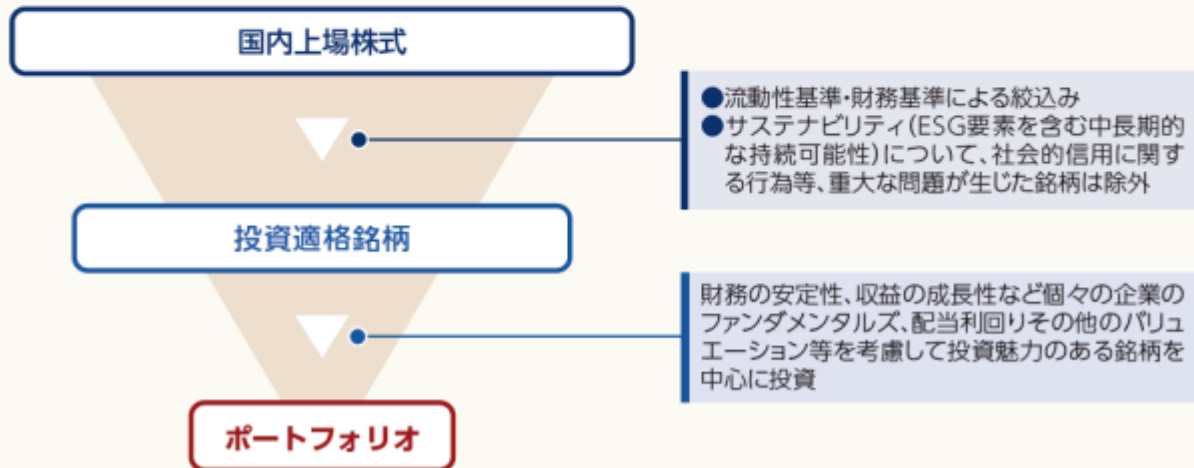 国内上場株式
●流動性基準・財務基準による絞込み
●サステナビリティ(ESG要素を含む中長期的
な持続可能性)について、社会的信用に関す
る行為等、重大な問題が生じた銘柄は除外
投資適格銘柄
財務の安定性、収益の成長性など個々の企業の
ファンダメンタルズ、配当利回りその他のバリュ
エーション等を考慮して投資魅力のある銘柄を
中心に投資
ポートフォリオ